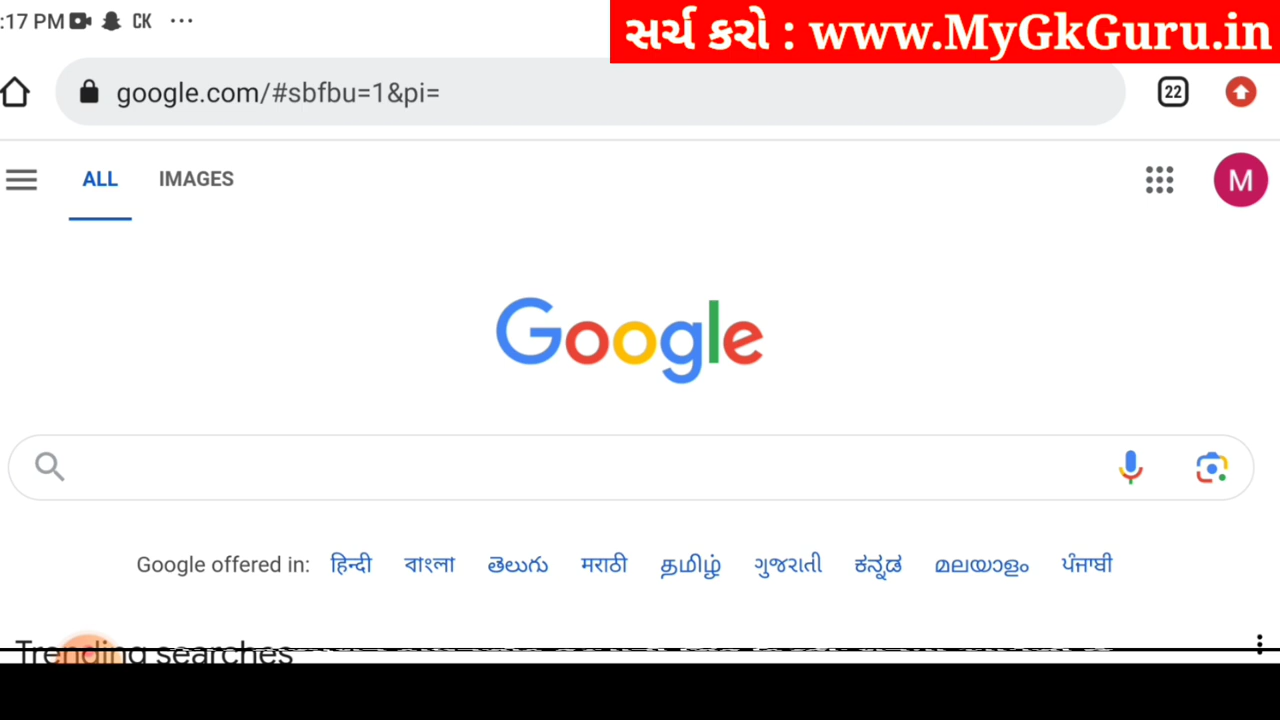 :17 PM CK ...
સર્ચ કરો : www.MyGkGuru.in
google.com/#sbfbu=1&pi=
22
ALL IMAGES
M
Google
Google offered in: हिन्दी বাংলা తెలుగు मराठी தமிழ் ગુજરાતી ಕನ್ನಡ മലയാളം ਪੰਜਾਬੀ
Trending searches